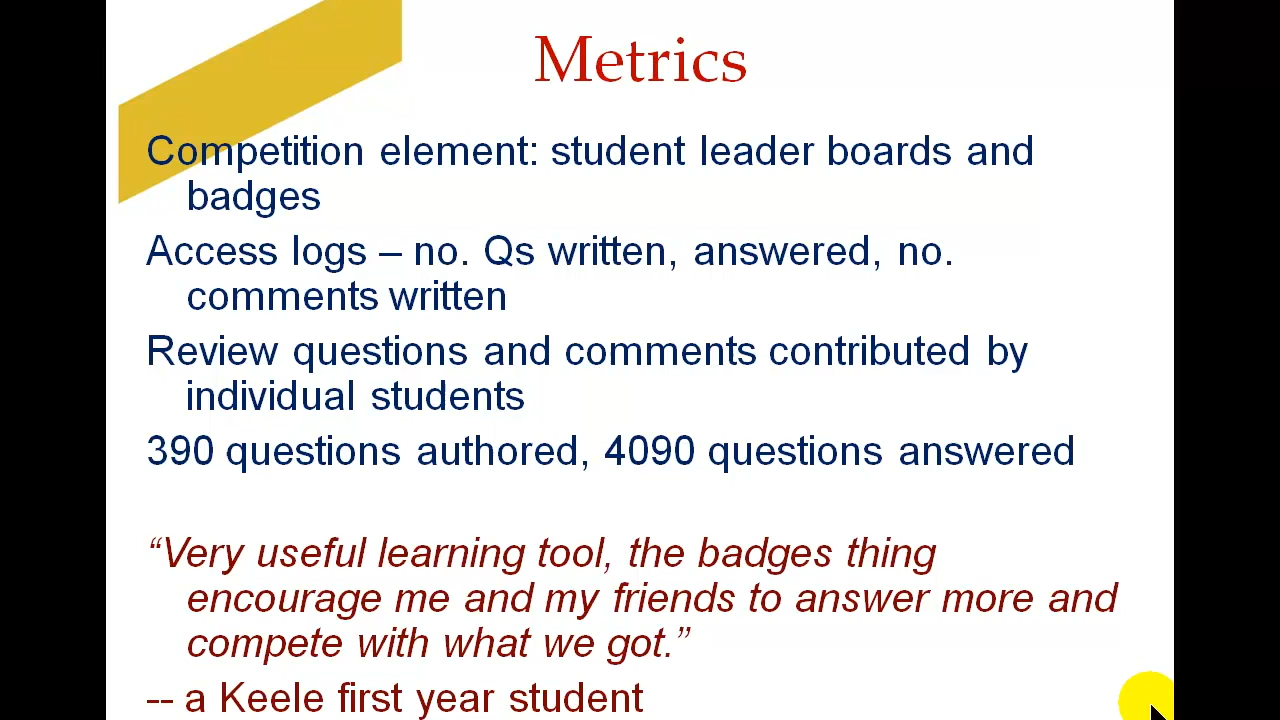 Metrics
Competition element: student leader boards and
badges
Access logs – no. Qs written, answered, no.
comments written
Review questions and comments contributed by
individual students
390 questions authored, 4090 questions answered
“Very useful learning tool, the badges thing
encourage me and my friends to answer more and
compete with what we got.”
-- a Keele first year student